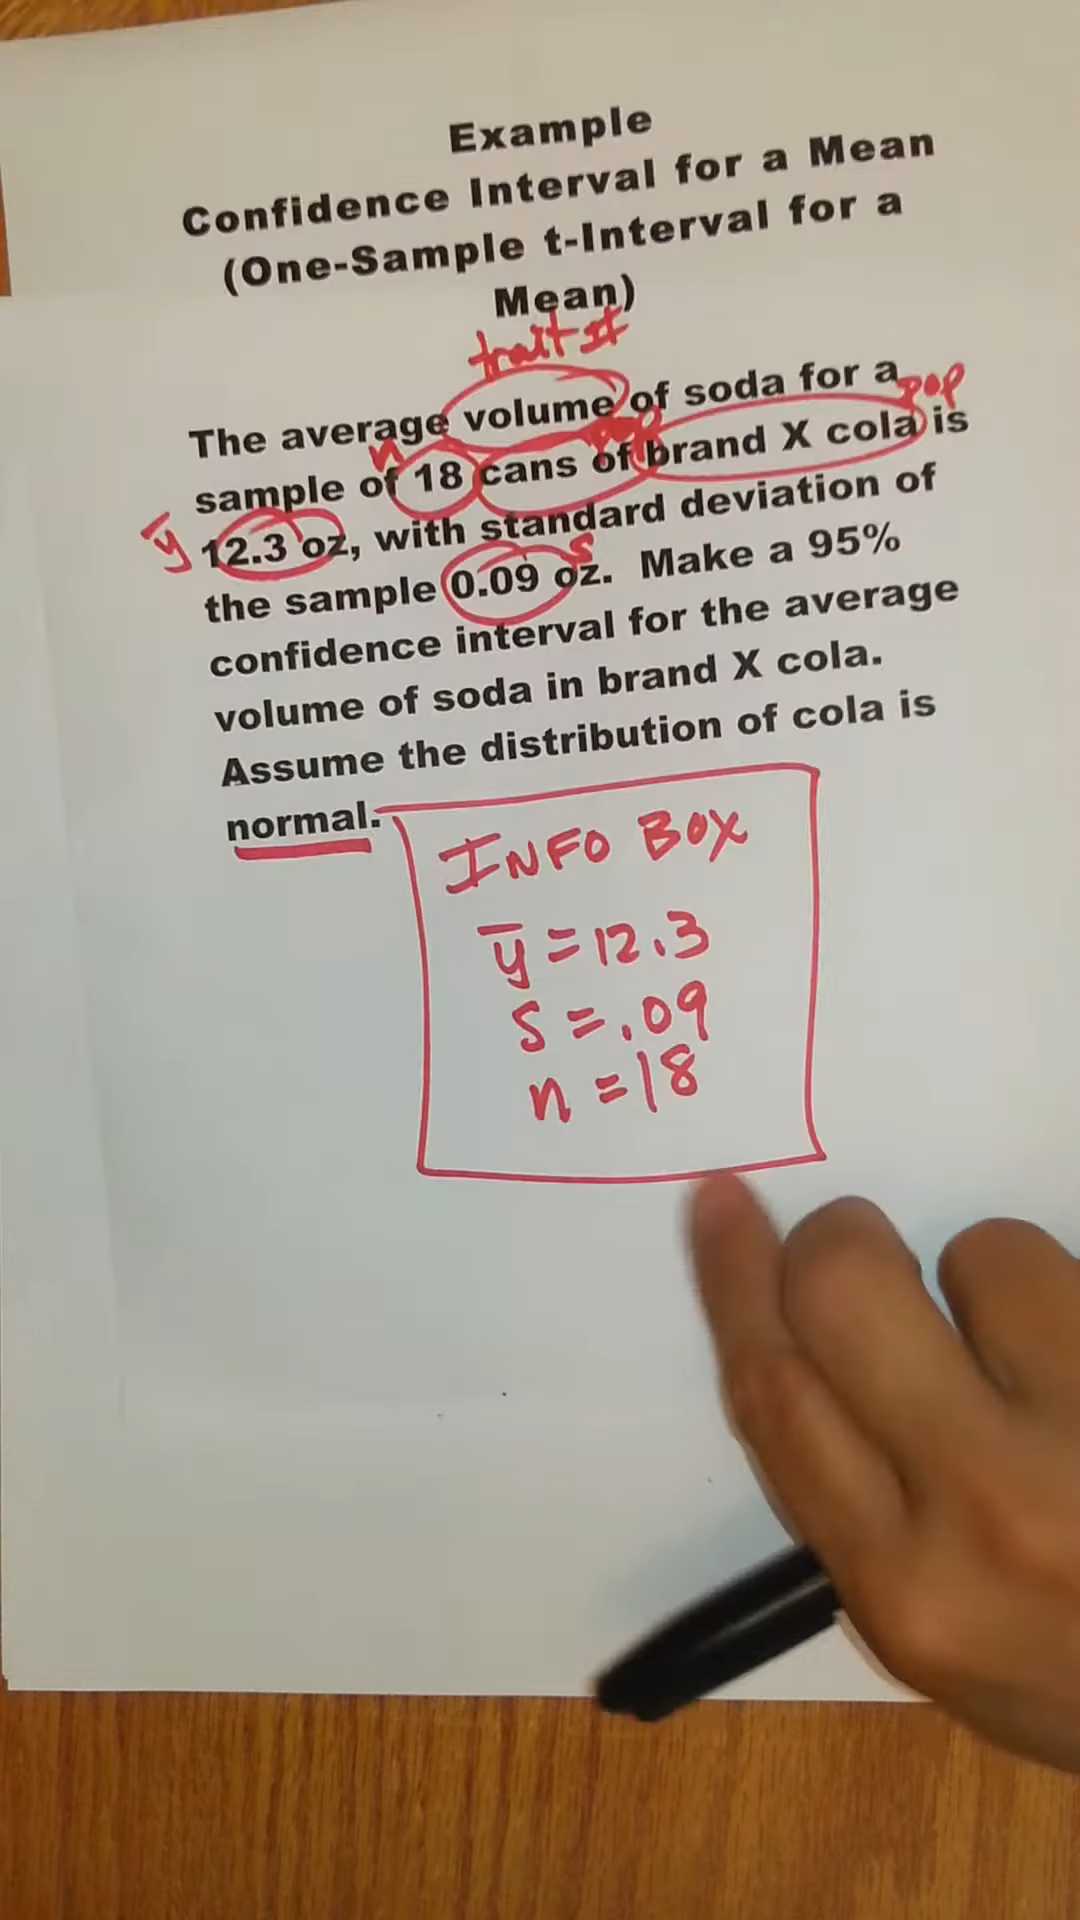 Example
Confidence Interval for a Mean
(One-Sample t-Interval for a
Mean)
trait
The average volume of soda for a
pop
n
sample of 18 cans of brand X cola is
y̅
12.3 oz, with standard deviation of
s
the sample 0.09 oz. Make a 95%
confidence interval for the average
volume of soda in brand X cola.
Assume the distribution of cola is
normal.
INFO BOX
y̅ = 12.3
s = .09
n = 18